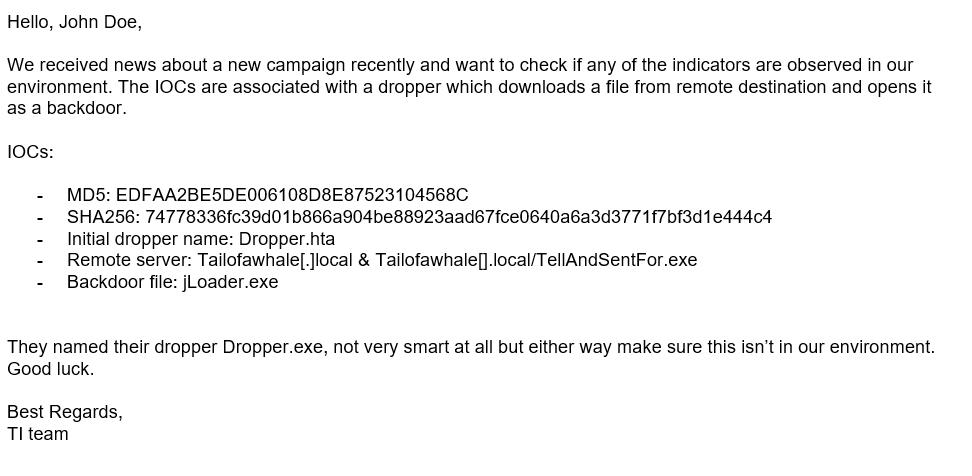 Hello, John Doe,
We received news about a new campaign recently and want to check if any of the indicators are observed in our
environment. The IOCs are associated with a dropper which downloads a file from remote destination and opens it
as a backdoor.
IOCs:
- MD5: EDFAA2BE5DE006108D8E87523104568C
- SHA256: 74778336fc39d01b866a904be88923aad67fce0640a6a3d3771f7bf3d1e444c4
- Initial dropper name: Dropper.hta
- Remote server: Tailofawhale[.]local & Tailofawhale[].local/TellAndSentFor.exe
- Backdoor file: jLoader.exe
They named their dropper Dropper.exe, not very smart at all but either way make sure this isn’t in our environment.
Good luck.
Best Regards,
TI team